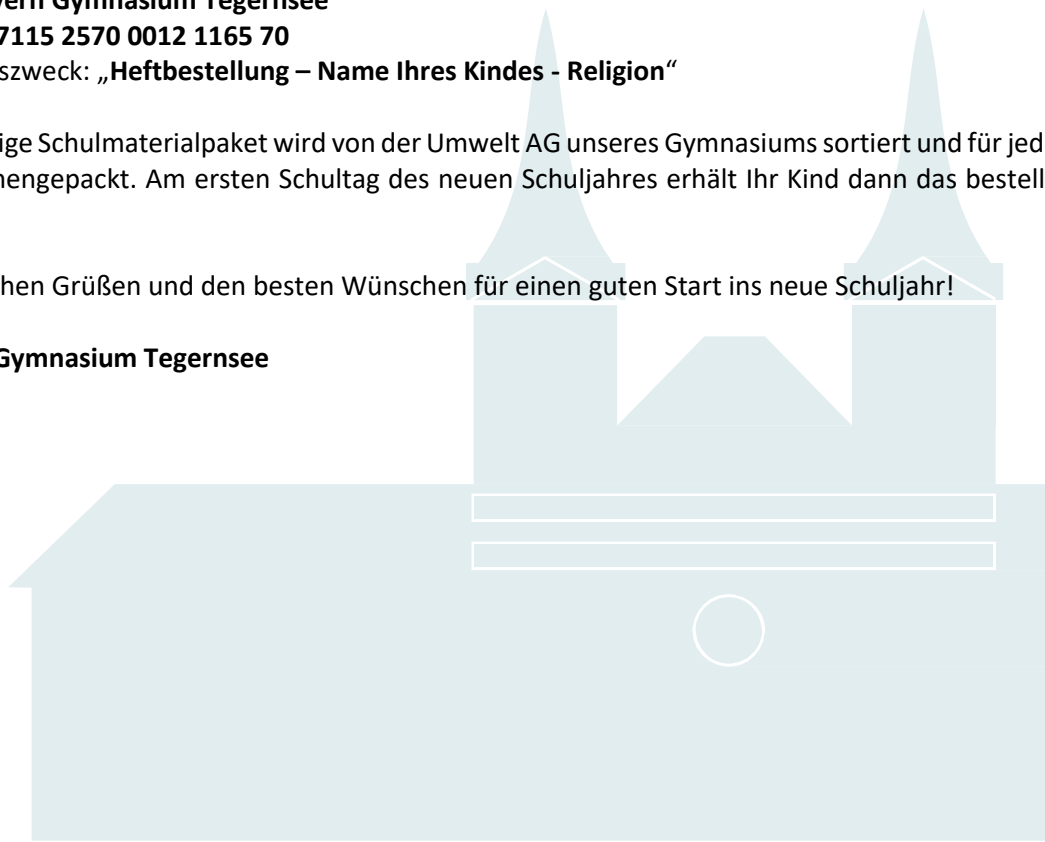 vern Gymnasium Tegernsee
7115 2570 0012 1165 70
szweck: „Heftbestellung – Name Ihres Kindes - Religion“
ige Schulmaterialpaket wird von der Umwelt AG unseres Gymnasiums sortiert und für jed
nengepackt. Am ersten Schultag des neuen Schuljahres erhält Ihr Kind dann das bestell
hen Grüßen und den besten Wünschen für einen guten Start ins neue Schuljahr!
Gymnasium Tegernsee